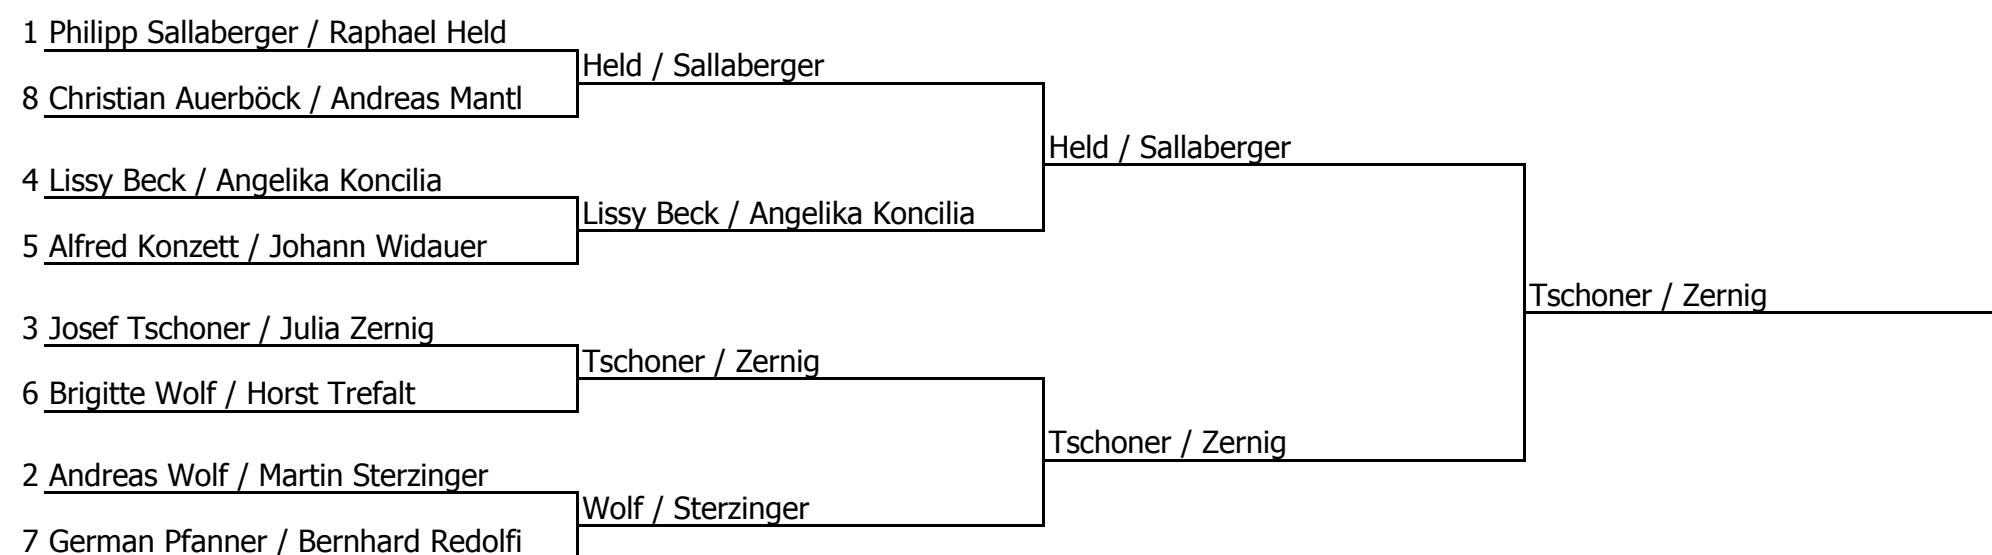 1 Philipp Sallaberger / Raphael Held
Held / Sallaberger
8 Christian Auerböck / Andreas Mantl
Held / Sallaberger
4 Lissy Beck / Angelika Koncilia
Lissy Beck / Angelika Koncilia
5 Alfred Konzett / Johann Widauer
Tschoner / Zernig
3 Josef Tschoner / Julia Zernig
Tschoner / Zernig
6 Brigitte Wolf / Horst Trefalt
Tschoner / Zernig
2 Andreas Wolf / Martin Sterzinger
Wolf / Sterzinger
7 German Pfanner / Bernhard Redolfi